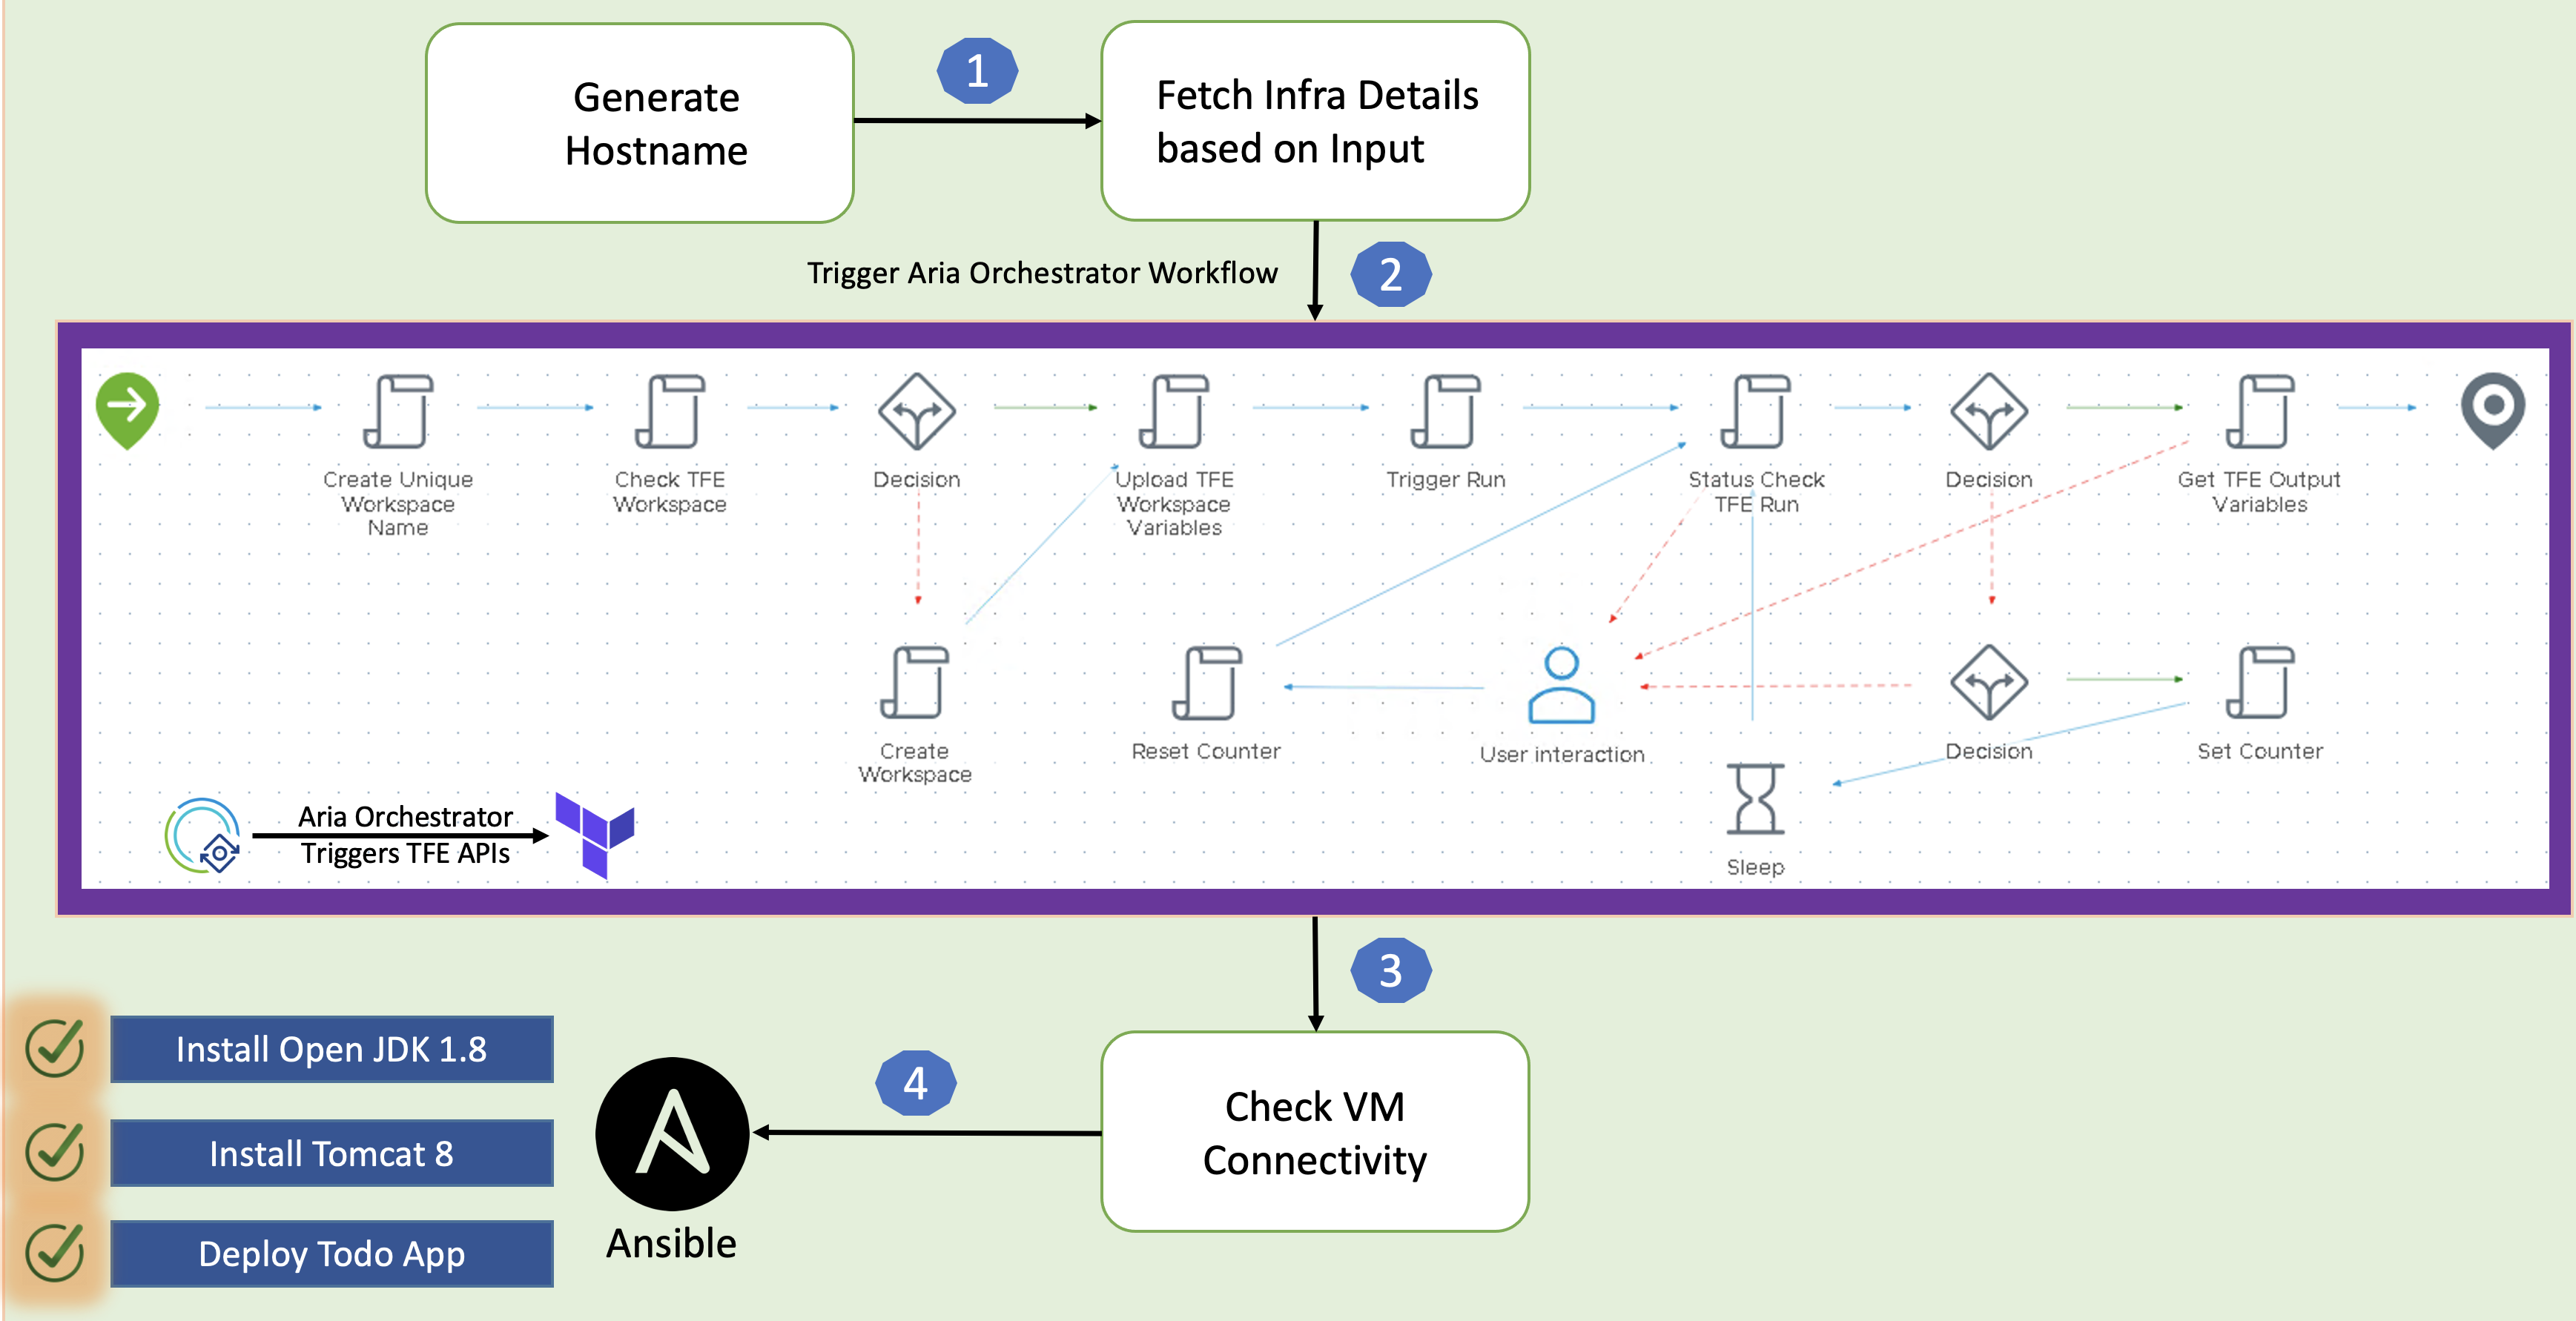 Generate
Hostname
1
Fetch Infra Details
based on Input
Trigger Aria Orchestrator Workflow
2
Create Unique
Workspace
Name
Check TFE
Workspace
Decision
Upload TFE
Workspace
Variables
Trigger Run
Status Check
TFE Run
Decision
Get TFE Output
Variables
Create
Workspace
Reset Counter
User interaction
Decision
Set Counter
Sleep
Aria Orchestrator
Triggers TFE APIs
3
Install Open JDK 1.8
Install Tomcat 8
Deploy Todo App
Ansible
4
Check VM
Connectivity